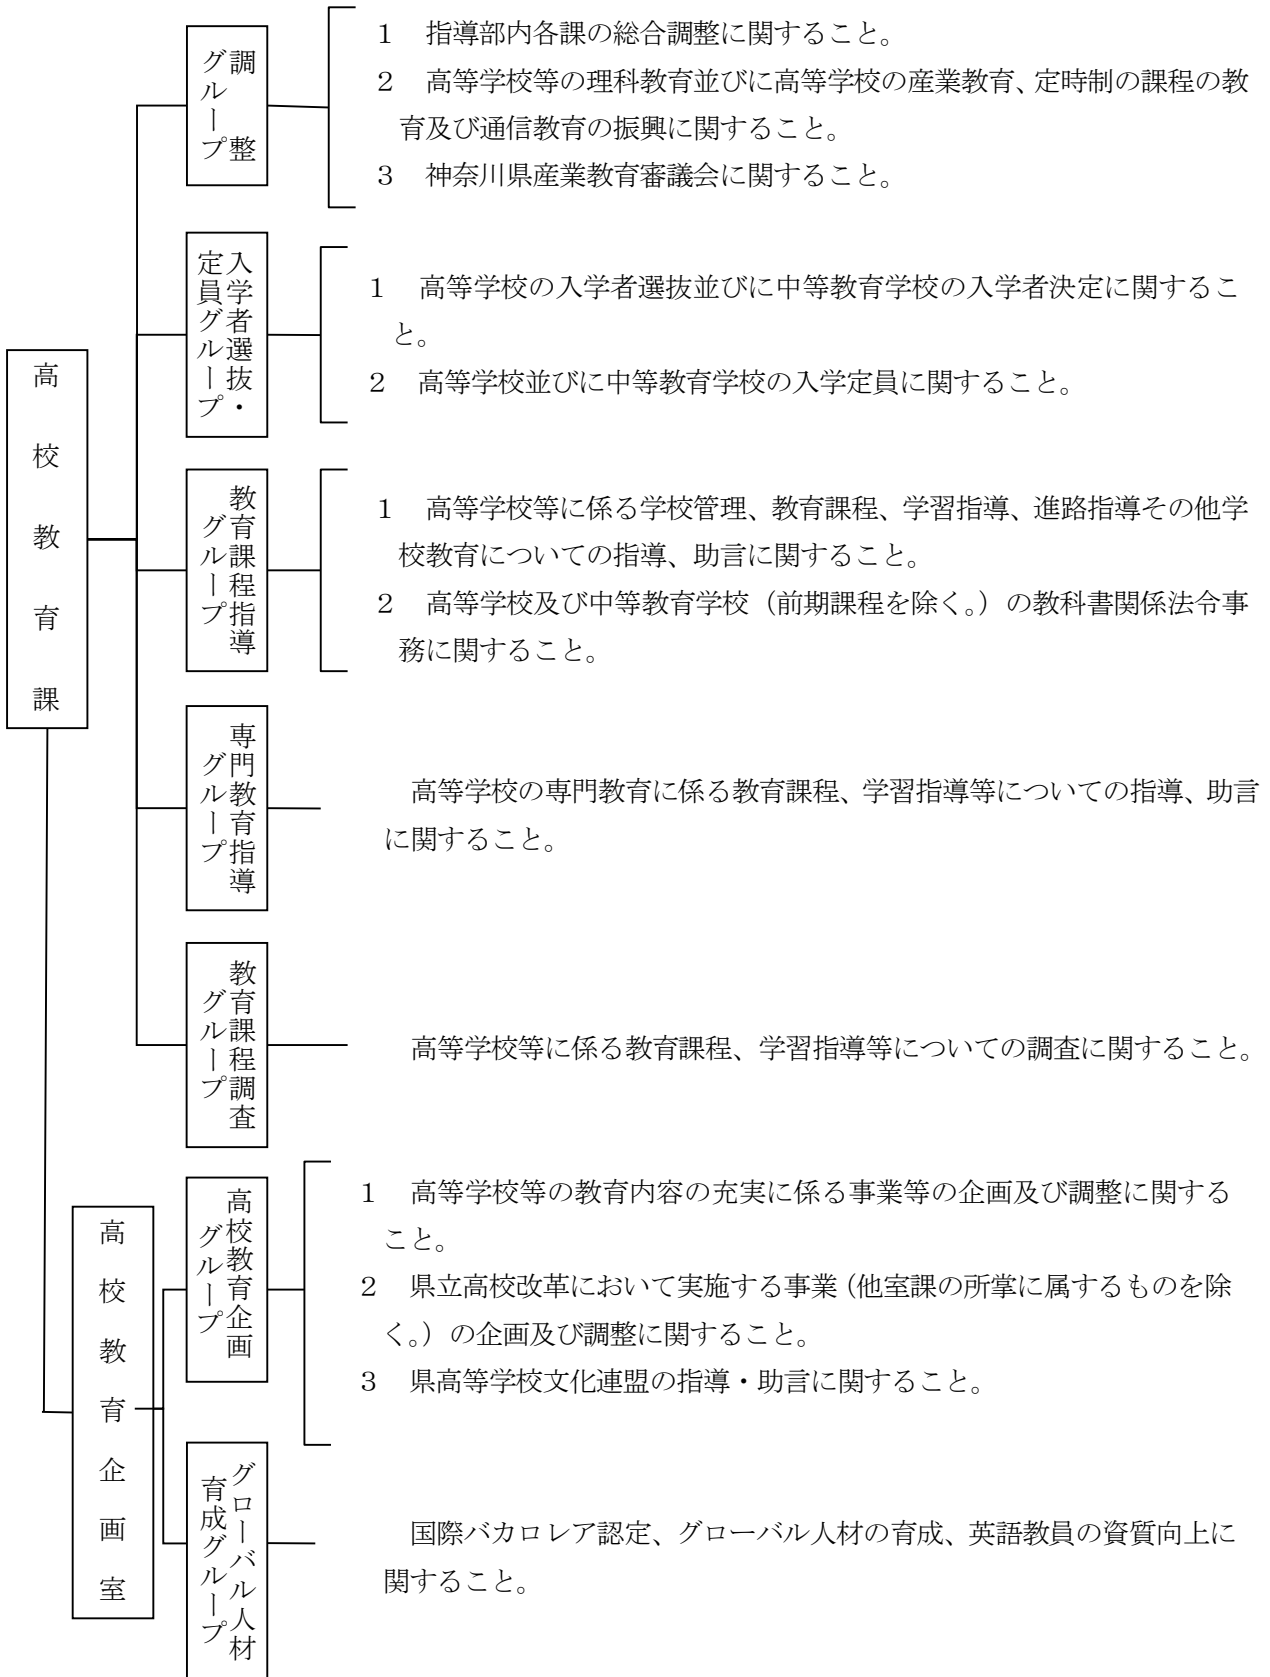 高校教育課
調整
グループ
1　指導部内各課の総合調整に関すること。
2　高等学校等の理科教育並びに高等学校の産業教育、定時制の課程の教
育及び通信教育の振興に関すること。
3　神奈川県産業教育審議会に関すること。
入学者選抜・
定員グループ
1　高等学校の入学者選抜並びに中等教育学校の入学者決定に関するこ
と。
2　高等学校並びに中等教育学校の入学定員に関すること。
教育課程指導
グループ
1　高等学校等に係る学校管理、教育課程、学習指導、進路指導その他学
校教育についての指導、助言に関すること。
2　高等学校及び中等教育学校（前期課程を除く。）の教科書関係法令事
務に関すること。
専門教育指導
グループ
高等学校の専門教育に係る教育課程、学習指導等についての指導、助言
に関すること。
教育課程調査
グループ
高等学校等に係る教育課程、学習指導等についての調査に関すること。
高校教育企画室
高校教育企画
グループ
1　高等学校等の教育内容の充実に係る事業等の企画及び調整に関する
こと。
2　県立高校改革において実施する事業（他室課の所掌に属するものを除
く。）の企画及び調整に関すること。
3　県高等学校文化連盟の指導・助言に関すること。
グローバル人材
育成グループ
国際バカロレア認定、グローバル人材の育成、英語教員の資質向上に
関すること。